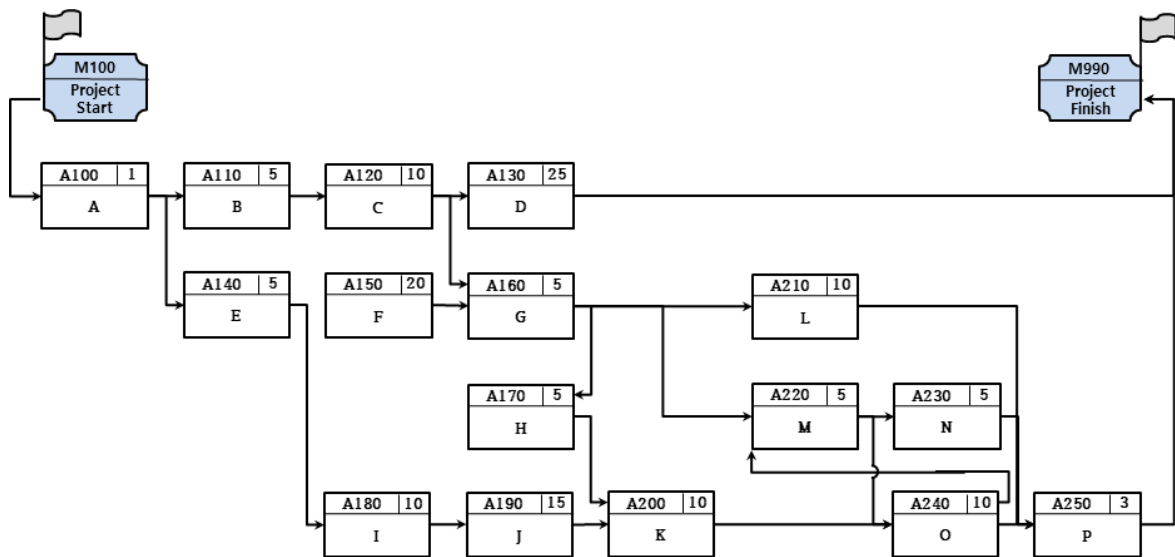 M100
Project
Start
M990
Project
Finish
A100 1
A
A110 5
B
A120 10
C
A130 25
D
A140 5
E
A150 20
F
A160 5
G
A210 10
L
A170 5
H
A220 5
M
A230 5
N
A180 10
I
A190 15
J
A200 10
K
A240 10
O
A250 3
P